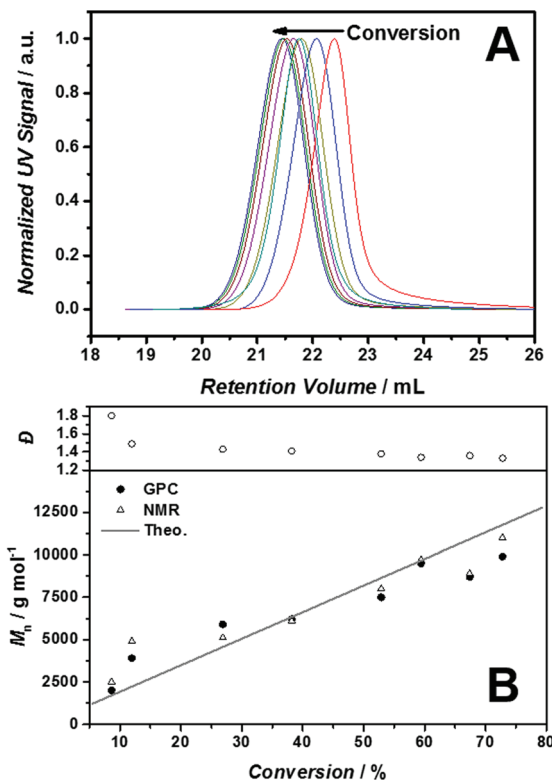 A
Conversion
Normalized UV Signal / a.u.
1.0
0.8
0.6
0.4
0.2
0.0
18 19 20 21 22 23 24 25 26
Retention Volume / mL
Đ
1.8
1.6
1.4
1.2
GPC
NMR
Theo.
Mn / g mol⁻¹
12500
10000
7500
5000
2500
0
B
10 20 30 40 50 60 70 80
Conversion / %